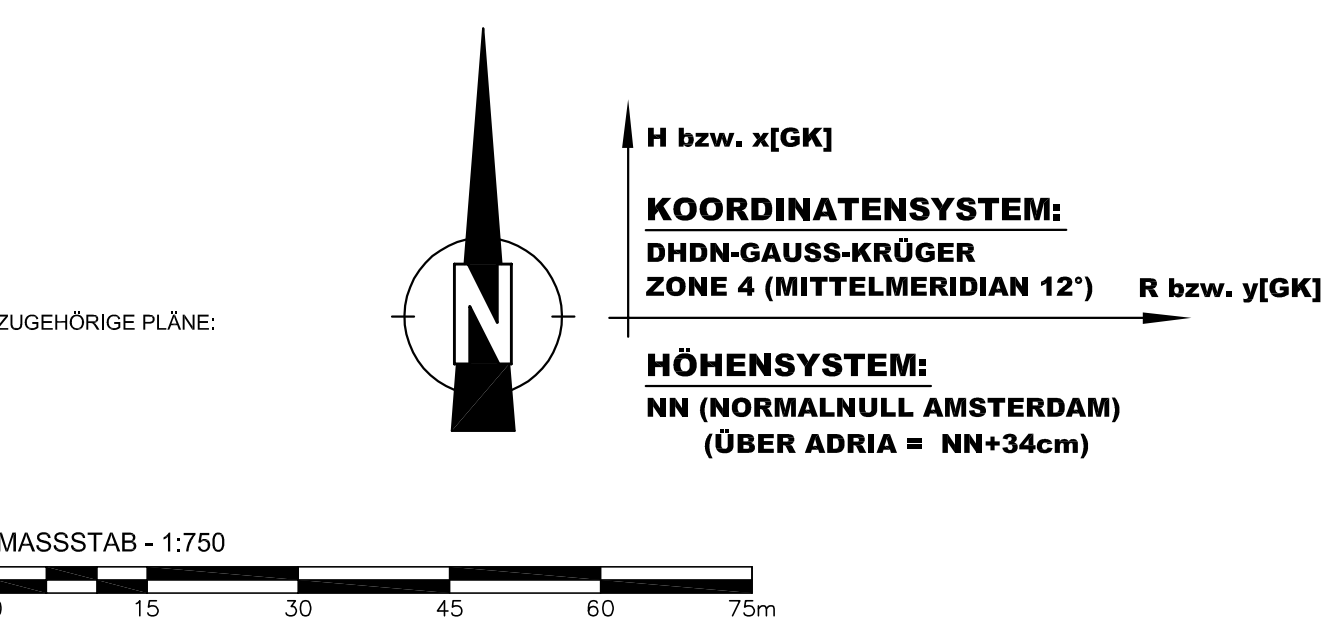 H bzw. x[GK]
KOORDINATENSYSTEM:
DHDN-GAUSS-KRÜGER
ZONE 4 (MITTELMERIDIAN 12°)
R bzw. y[GK]
ZUGEHÖRIGE PLÄNE:
N
HÖHENSYSTEM:
NN (NORMALNULL AMSTERDAM)
(ÜBER ADRIA = NN+34cm)
MASSSTAB - 1:750
0 15 30 45 60 75m